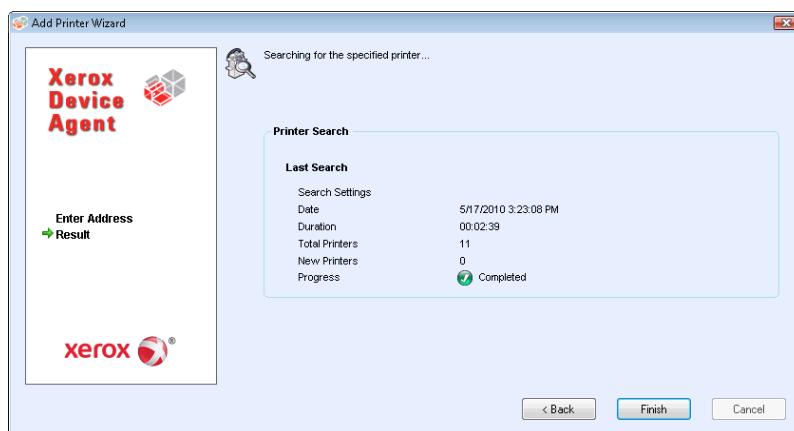 Add Printer Wizard
Xerox
Device
Agent
Enter Address
Result
xerox ®
Searching for the specified printer...
Printer Search
Last Search
Search Settings
Date 5/17/2010 3:23:08 PM
Duration 00:02:39
Total Printers 11
New Printers 0
Progress Completed
< Back Finish Cancel